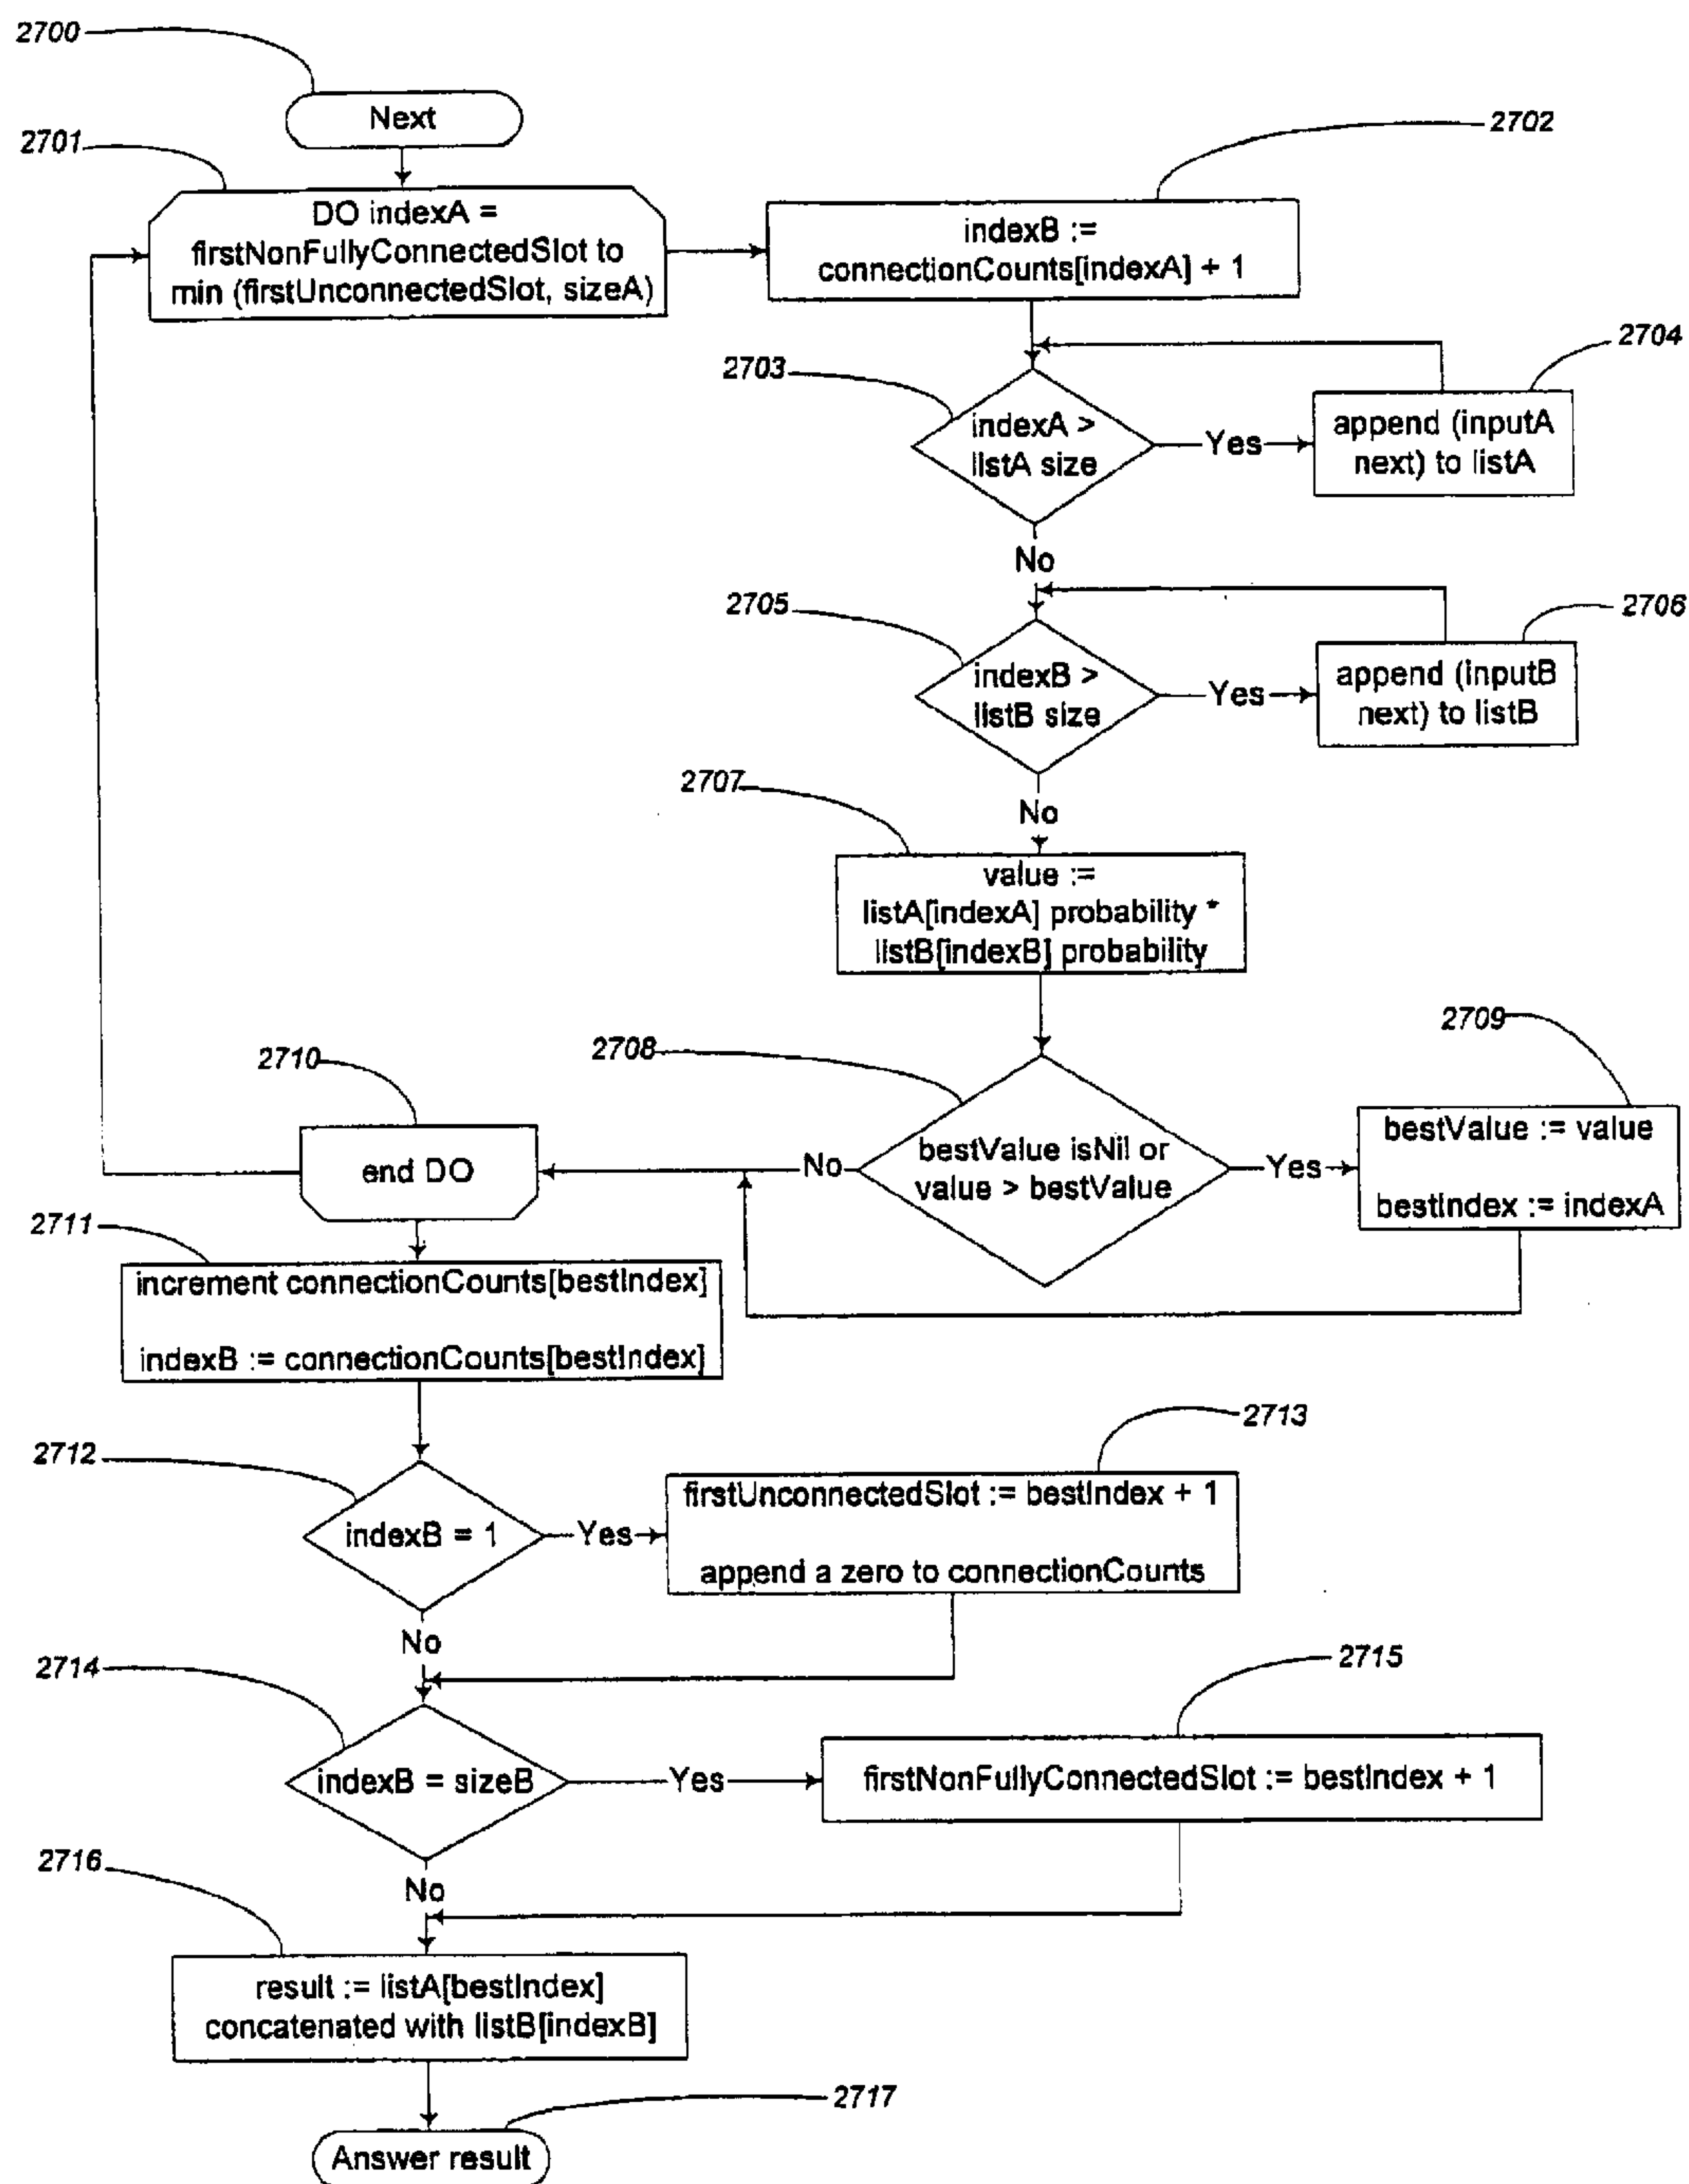 2700
Next
2701
DO indexA =
firstNonFullyConnectedSlot to
min (firstUnconnectedSlot, sizeA)
2702
indexB :=
connectionCounts[indexA] + 1
2703
indexA >
listA size
Yes
2704
append (inputA
next) to listA
No
2705
indexB >
listB size
Yes
2706
append (inputB
next) to listB
No
2707
value :=
listA[indexA] probability *
listB[indexB] probability
2708
bestValue isNil or
value > bestValue
Yes
2709
bestValue := value
bestIndex := indexA
No
2710
end DO
2711
increment connectionCounts[bestIndex]
indexB := connectionCounts[bestIndex]
2712
indexB = 1
Yes
2713
firstUnconnectedSlot := bestIndex + 1
append a zero to connectionCounts
No
2714
indexB = sizeB
Yes
2715
firstNonFullyConnectedSlot := bestIndex + 1
No
2716
result := listA[bestIndex]
concatenated with listB[indexB]
2717
Answer result